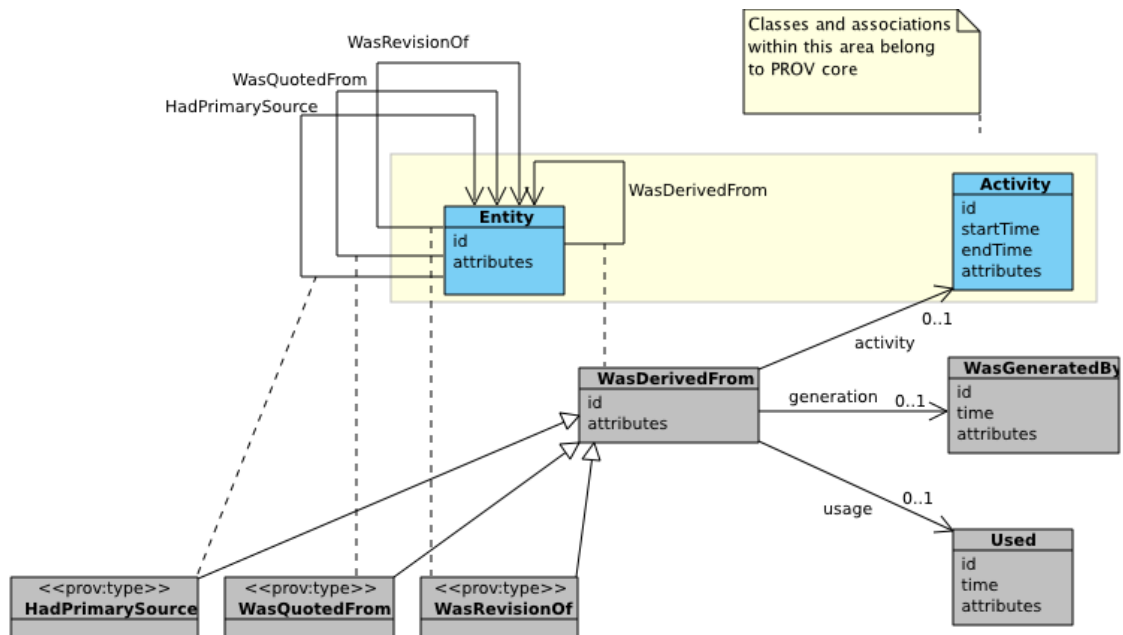 Classes and associations
within this area belong
to PROV core
WasRevisionOf
WasQuotedFrom
HadPrimarySource
WasDerivedFrom
Entity
id
attributes
Activity
id
startTime
endTime
attributes
0..1
activity
WasDerivedFrom
id
attributes
generation
0..1
WasGeneratedBy
id
time
attributes
0..1
usage
Used
id
time
attributes
<<prov:type>>
HadPrimarySource
<<prov:type>>
WasQuotedFrom
<<prov:type>>
WasRevisionOf